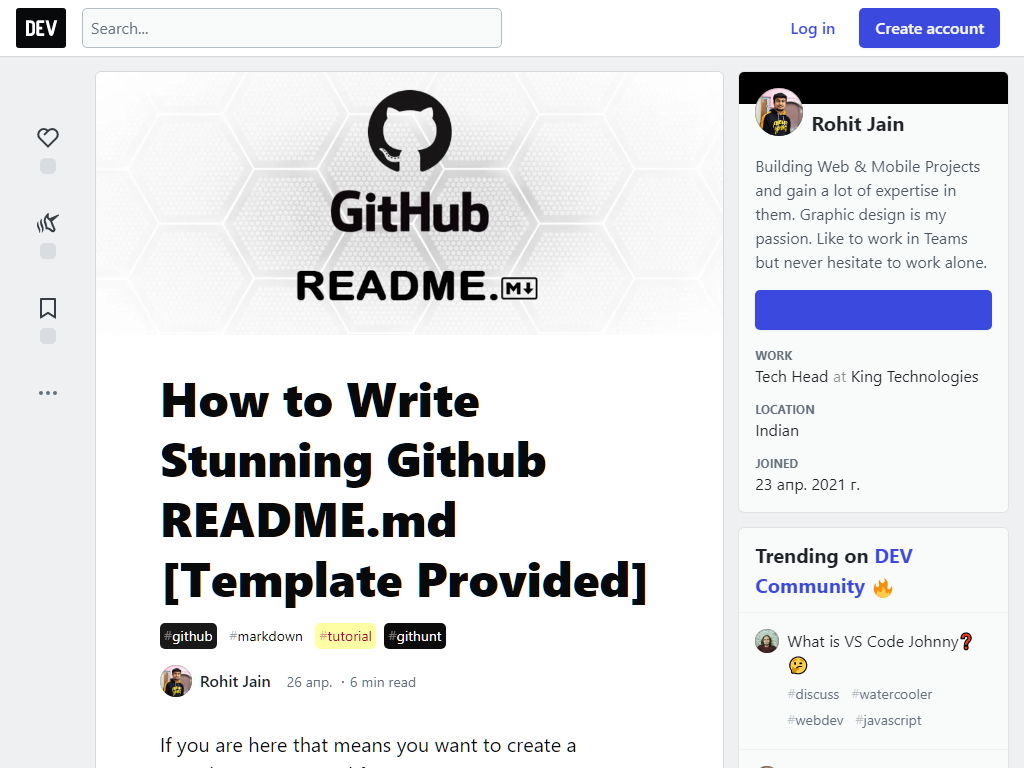 DEV
Search...
Log in
Create account
GitHub
README.
M
How to Write
Stunning Github
README.md
[Template Provided]
#github #markdown #tutorial #githunt
Rohit Jain 26 апр. ・6 min read
If you are here that means you want to create a
Rohit Jain
Building Web & Mobile Projects
and gain a lot of expertise in
them. Graphic design is my
passion. Like to work in Teams
but never hesitate to work alone.
WORK
Tech Head at King Technologies
LOCATION
Indian
JOINED
23 апр. 2021 г.
Trending on DEV
Community 🔥
What is VS Code Johnny❓
🤔
#discuss #watercooler
#webdev #javascript